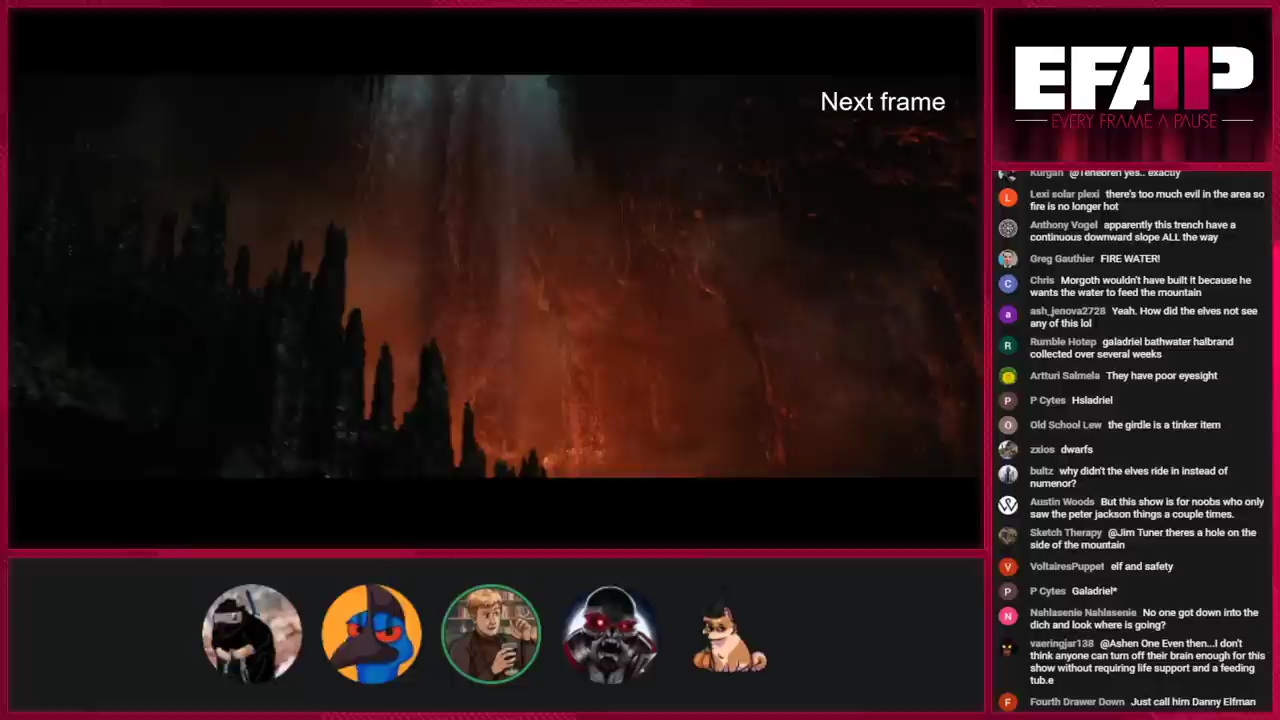 Next frame
EFAP
EVERY FRAME A PAUSE
Kurgan @Tenebren yes.. exactly
Lexi solar plexi there's too much evil in the area so
fire is no longer hot
Anthony Vogel apparently this trench have a
continuous downward slope ALL the way
Greg Gauthier FIRE WATER!
Chris Morgoth wouldn't have built it because he
wants the water to feed the mountain
ash_jenova2728 Yeah. How did the elves not see
any of this lol
Rumble Hotep galadriel bathwater halbrand
collected over several weeks
Artturi Salmela They have poor eyesight
P Cytes Hsladriel
Old School Lew the girdle is a tinker item
zxios dwarfs
bultz why didn't the elves ride in instead of
numenor?
Austin Woods But this show is for noobs who only
saw the peter jackson things a couple times.
Sketch Therapy @Jim Tuner theres a hole on the
side of the mountain
VoltairesPuppet elf and safety
P Cytes Galadriel*
Nahlasenie Nahlasenie No one got down into the
dich and look where is going?
vaeringjar138 @Ashen One Even then...I don't
think anyone can turn off their brain enough for this
show without requiring life support and a feeding
tub.e
Fourth Drawer Down Just call him Danny Elfman
L
C
a
R
P
O
W
V
P
N
F